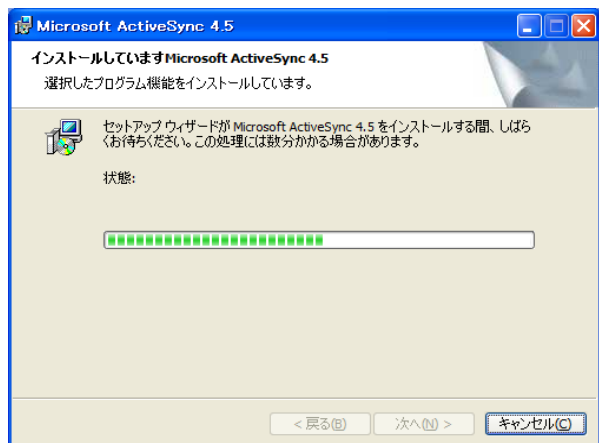 Microsoft ActiveSync 4.5
インストールしていますMicrosoft ActiveSync 4.5
選択したプログラム機能をインストールしています。
セットアップ ウィザードが Microsoft ActiveSync 4.5 をインストールする間、しばら
くお待ちください。この処理には数分かかる場合があります。
状態:
< 戻る(B) 次へ(N) > キャンセル(C)